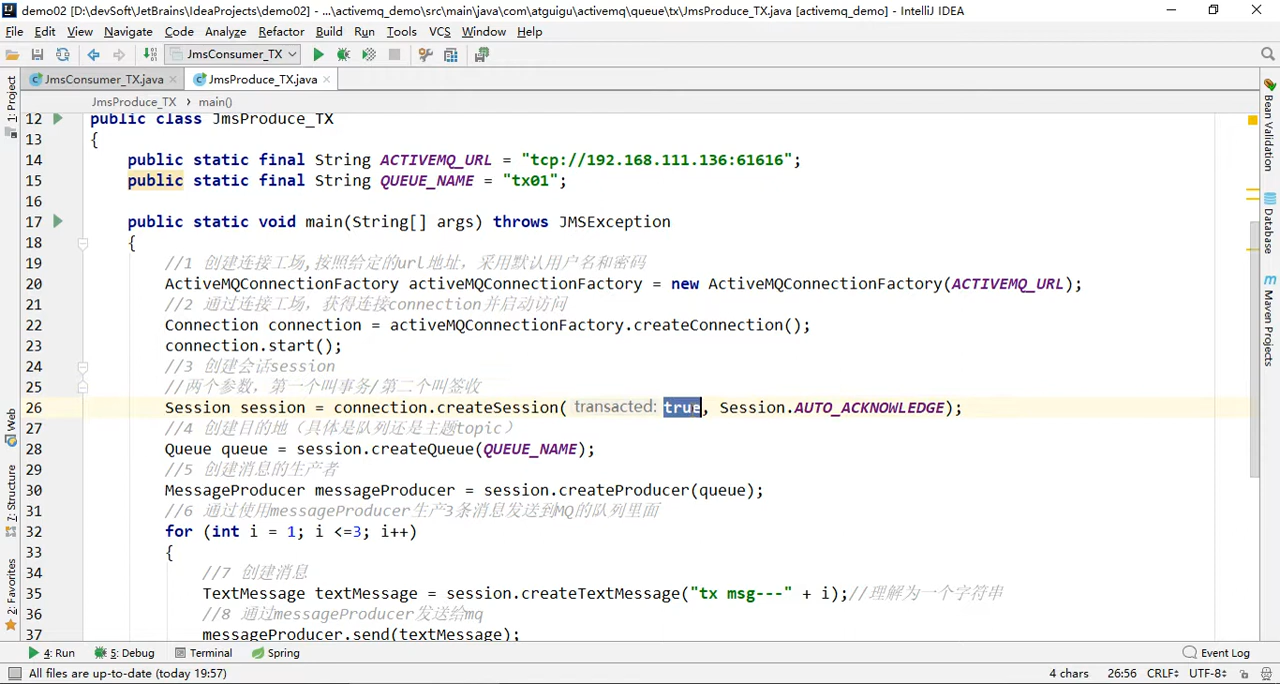 demo02 [D:\devSoft\JetBrains\IdeaProjects\demo02] - ...\activemq_demo\src\main\java\com\atguigu\activemq\queue\tx\JmsProduce_TX.java [activemq_demo] - IntelliJ IDEA
File Edit View Navigate Code Analyze Refactor Build Run Tools VCS Window Help
JmsConsumer_TX
JmsConsumer_TX.java JmsProduce_TX.java
JmsProduce_TX main()
1: Project
Web
7: Structure
2: Favorites
12 public class JmsProduce_TX
13 {
14 public static final String ACTIVEMQ_URL = "tcp://192.168.111.136:61616";
15 public static final String QUEUE_NAME = "tx01";
16
17 public static void main(String[] args) throws JMSException
18 {
19 //1 创建连接工场,按照给定的url地址，采用默认用户名和密码
20 ActiveMQConnectionFactory activeMQConnectionFactory = new ActiveMQConnectionFactory(ACTIVEMQ_URL);
21 //2 通过连接工场，获得连接connection并启动访问
22 Connection connection = activeMQConnectionFactory.createConnection();
23 connection.start();
24 //3 创建会话session
25 //两个参数，第一个叫事务/第二个叫签收
26 Session session = connection.createSession( transacted: true, Session.AUTO_ACKNOWLEDGE);
27 //4 创建目的地（具体是队列还是主题topic）
28 Queue queue = session.createQueue(QUEUE_NAME);
29 //5 创建消息的生产者
30 MessageProducer messageProducer = session.createProducer(queue);
31 //6 通过使用messageProducer生产3条消息发送到MQ的队列里面
32 for (int i = 1; i <=3; i++)
33 {
34 //7 创建消息
35 TextMessage textMessage = session.createTextMessage("tx msg---" + i);//理解为一个字符串
36 //8 通过messageProducer发送给mq
37 messageProducer.send(textMessage);
Bean Validation
Database
Maven Projects
4: Run 5: Debug Terminal Spring Event Log
All files are up-to-date (today 19:57) 4 chars 26:56 CRLF UTF-8